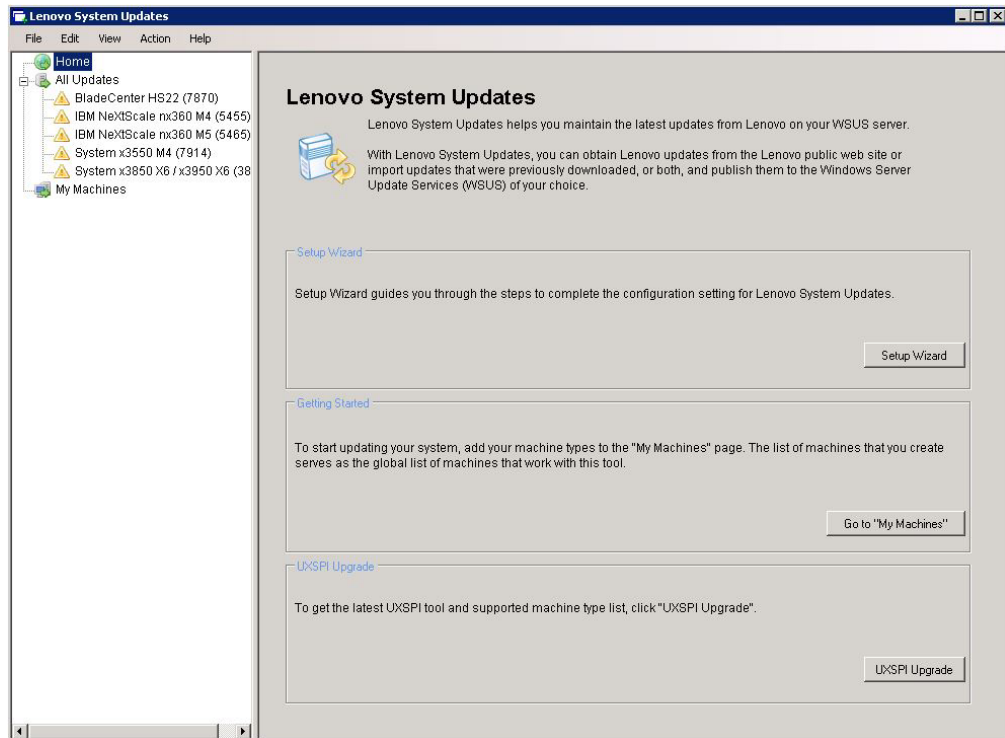 Lenovo System Updates
File Edit View Action Help
Home
All Updates
BladeCenter HS22 (7870)
IBM NeXtScale nx360 M4 (5455)
IBM NeXtScale nx360 M5 (5465)
System x3550 M4 (7914)
System x3850 X6 / x3950 X6 (38
My Machines
Lenovo System Updates
Lenovo System Updates helps you maintain the latest updates from Lenovo on your WSUS server.
With Lenovo System Updates, you can obtain Lenovo updates from the Lenovo public web site or
import updates that were previously downloaded, or both, and publish them to the Windows Server
Update Services (WSUS) of your choice.
Setup Wizard
Setup Wizard guides you through the steps to complete the configuration setting for Lenovo System Updates.
Setup Wizard
Getting Started
To start updating your system, add your machine types to the "My Machines" page. The list of machines that you create
serves as the global list of machines that work with this tool.
Go to "My Machines"
UXSPI Upgrade
To get the latest UXSPI tool and supported machine type list, click "UXSPI Upgrade".
UXSPI Upgrade